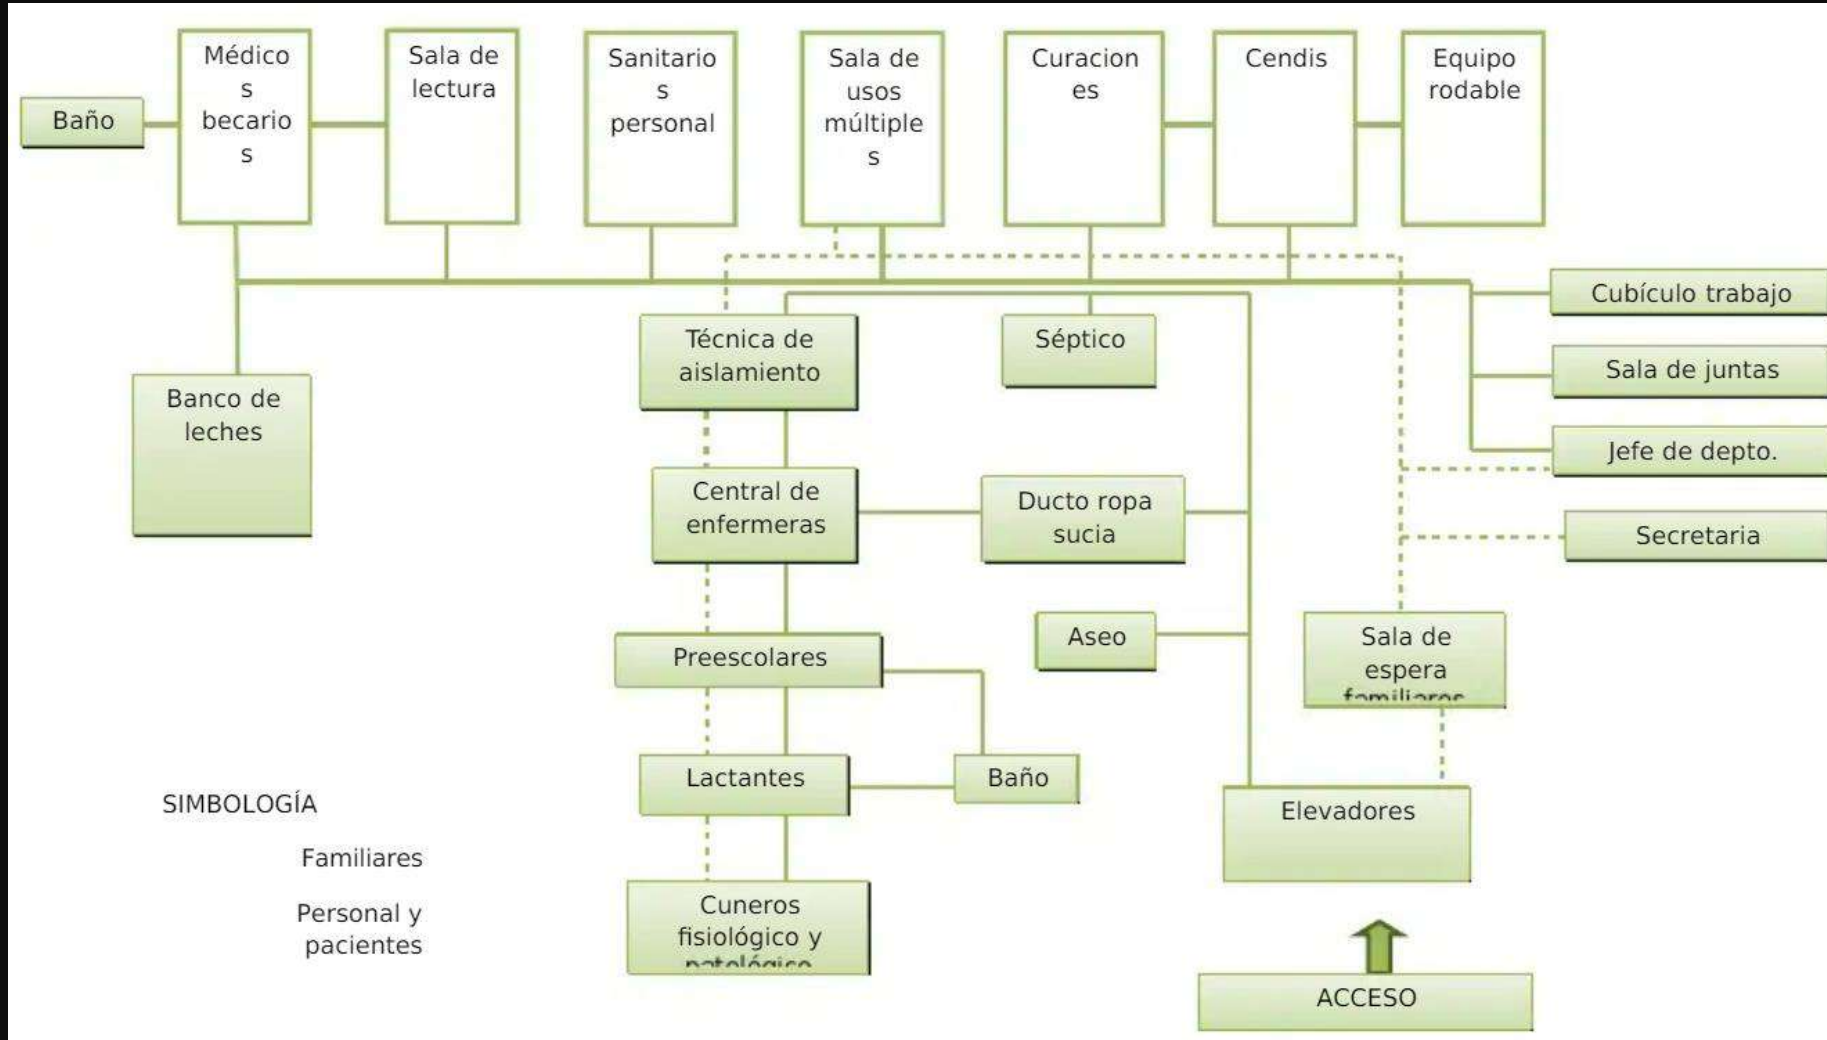 Baño
Médico
s
becario
s
Sala de
lectura
Sanitario
s
personal
Sala de
usos
múltiple
s
Curacion
es
Cendis
Equipo
rodable
Cubículo trabajo
Sala de juntas
Jefe de depto.
Secretaria
Técnica de
aislamiento
Séptico
Banco de
leches
Central de
enfermeras
Ducto ropa
sucia
Aseo
Sala de
espera
familiares
Preescolares
Lactantes
Baño
Elevadores
SIMBOLOGÍA
Familiares
Personal y
pacientes
Cuneros
fisiológico y
patológico
ACCESO